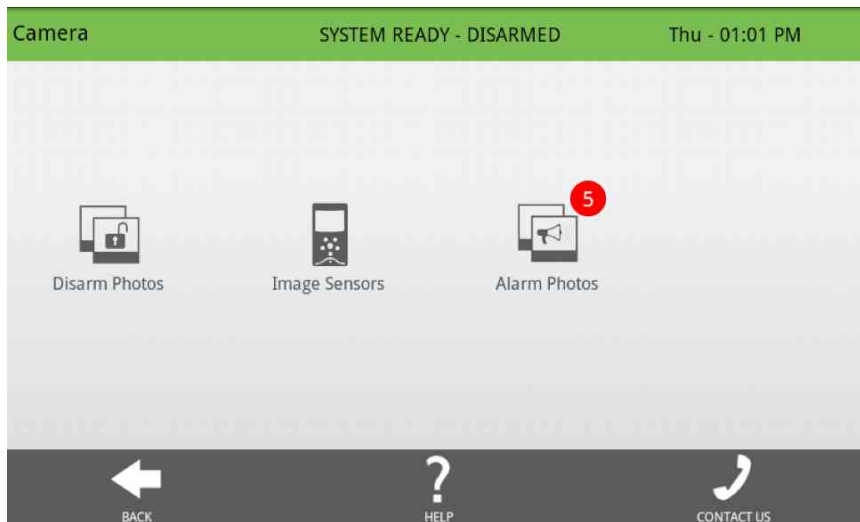 Camera
SYSTEM READY - DISARMED
Thu - 01:01 PM
5
Disarm Photos
Image Sensors
Alarm Photos
BACK
HELP
CONTACT US